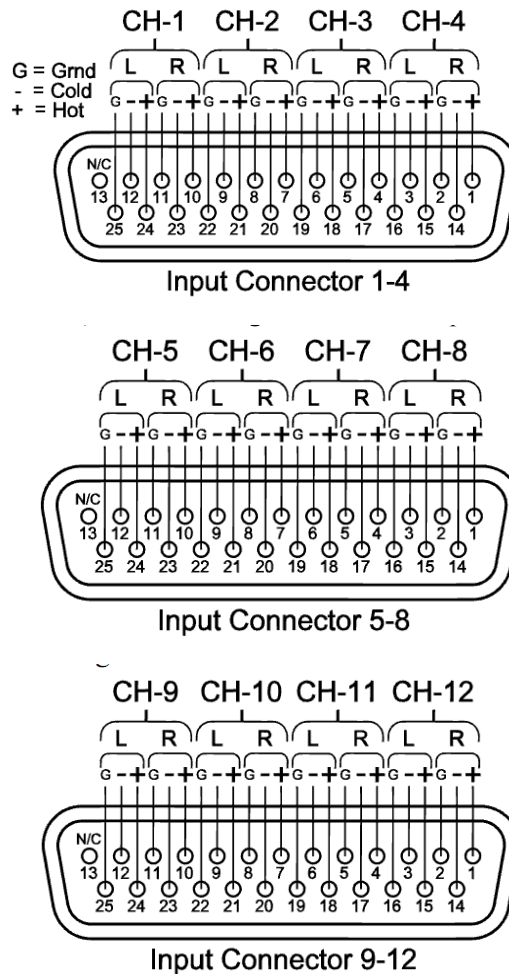 CH-1 CH-2 CH-3 CH-4
L R L R L R L R
G = Grnd
- = Cold
+ = Hot
G - + G - + G - + G - + G - + G - + G - + G - +
N/C
13 12 11 10 9 8 7 6 5 4 3 2 1
25 24 23 22 21 20 19 18 17 16 15 14
Input Connector 1-4
CH-5 CH-6 CH-7 CH-8
L R L R L R L R
G - + G - + G - + G - + G - + G - + G - + G - +
N/C
13 12 11 10 9 8 7 6 5 4 3 2 1
25 24 23 22 21 20 19 18 17 16 15 14
Input Connector 5-8
CH-9 CH-10 CH-11 CH-12
L R L R L R L R
G - + G - + G - + G - + G - + G - + G - + G - +
N/C
13 12 11 10 9 8 7 6 5 4 3 2 1
25 24 23 22 21 20 19 18 17 16 15 14
Input Connector 9-12